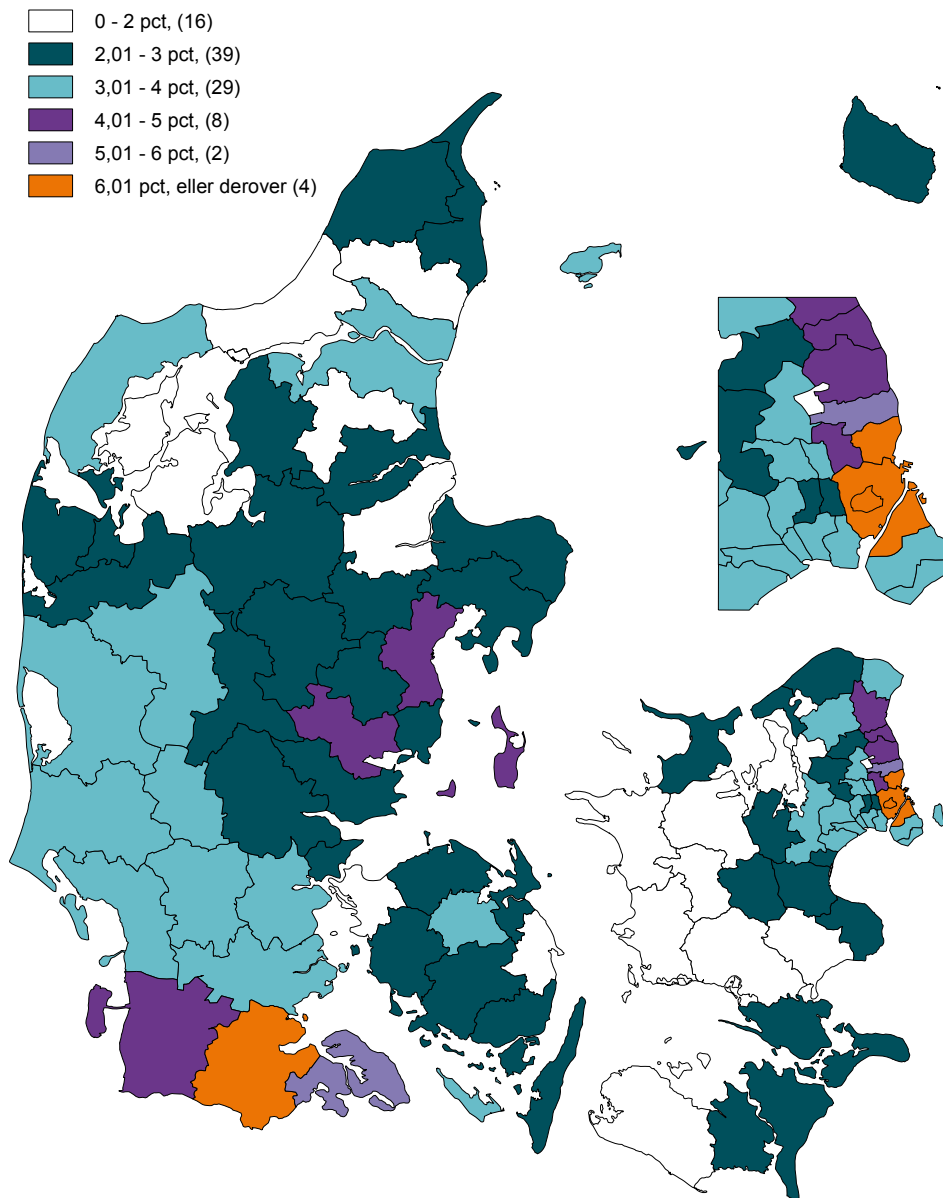 0 - 2 pct, (16)
2,01 - 3 pct, (39)
3,01 - 4 pct, (29)
4,01 - 5 pct, (8)
5,01 - 6 pct, (2)
6,01 pct, eller derover (4)